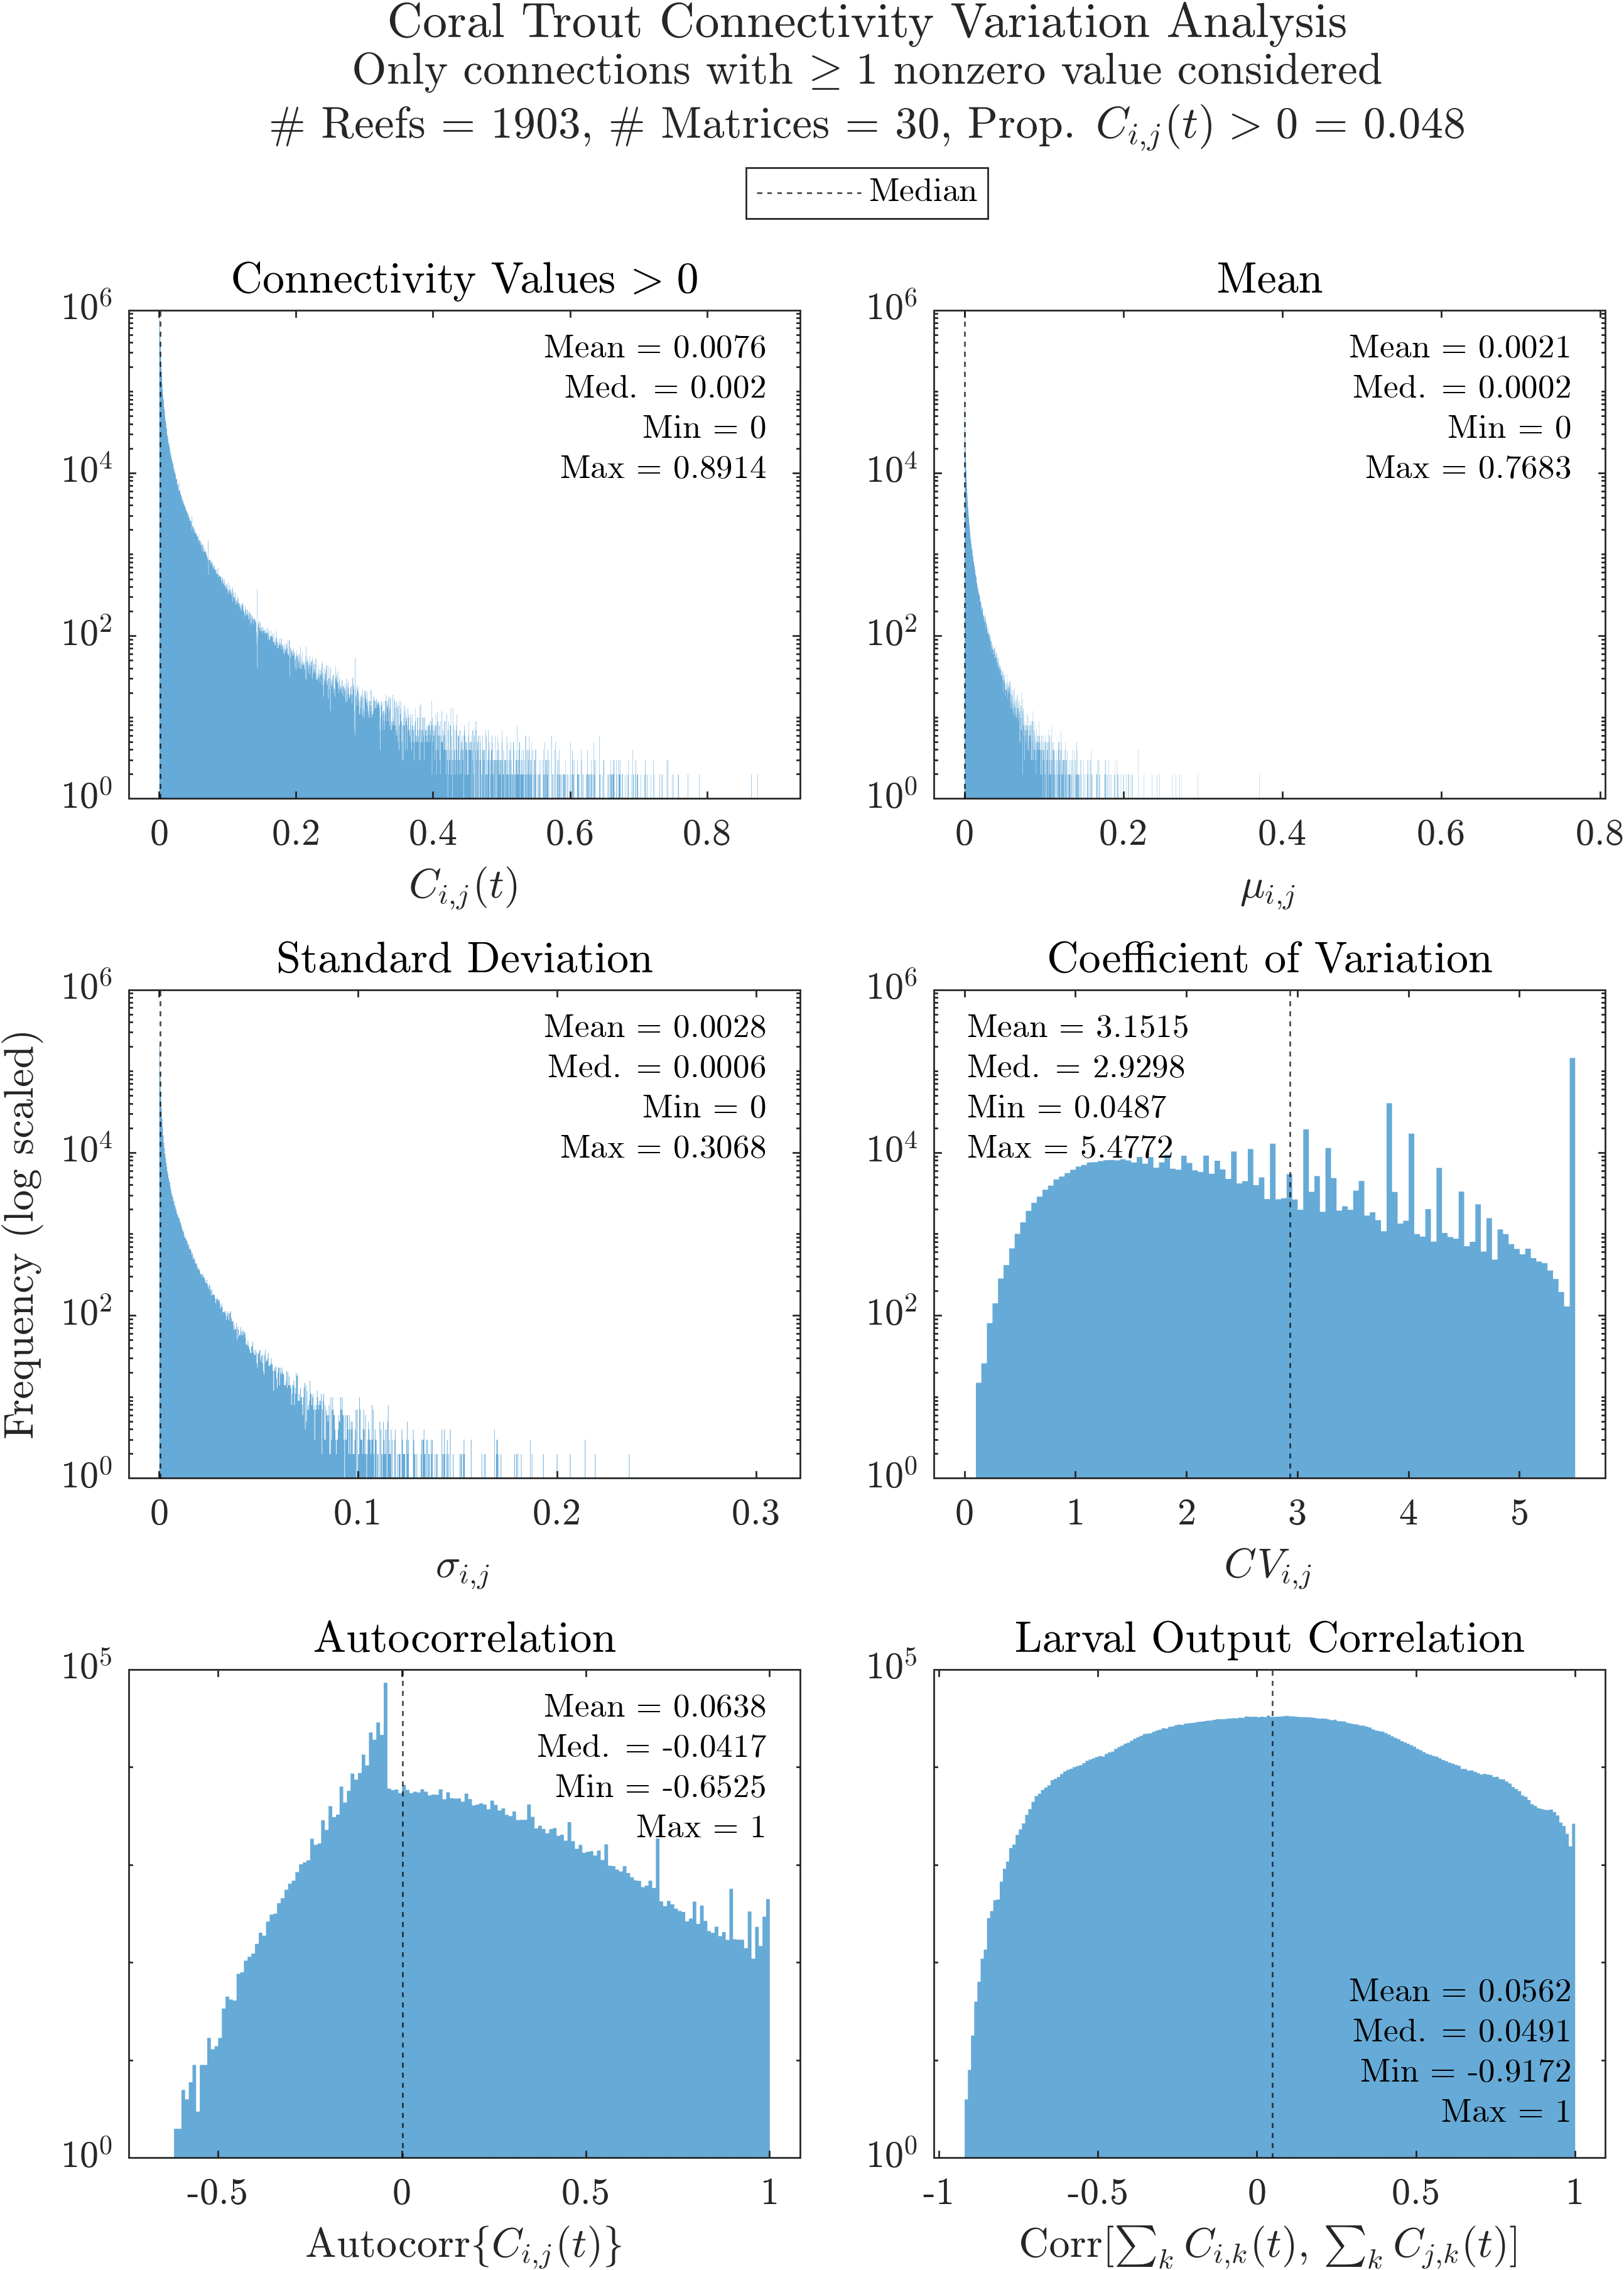 Coral Trout Connectivity Variation Analysis
Only connections with ≥ 1 nonzero value considered
# Reefs = 1903, # Matrices = 30, Prop. C_{i,j}(t) > 0 = 0.048
Median
Connectivity Values > 0
10^6
10^4
10^2
10^0
Mean = 0.0076
Med. = 0.002
Min = 0
Max = 0.8914
0 0.2 0.4 0.6 0.8
C_{i,j}(t)
Mean
10^6
10^4
10^2
10^0
Mean = 0.0021
Med. = 0.0002
Min = 0
Max = 0.7683
0 0.2 0.4 0.6 0.8
μ_{i,j}
Frequency (log scaled)
Standard Deviation
10^6
10^4
10^2
10^0
Mean = 0.0028
Med. = 0.0006
Min = 0
Max = 0.3068
0 0.1 0.2 0.3
σ_{i,j}
Coefficient of Variation
10^6
10^4
10^2
10^0
Mean = 3.1515
Med. = 2.9298
Min = 0.0487
Max = 5.4772
0 1 2 3 4 5
CV_{i,j}
Autocorrelation
10^5
10^0
Mean = 0.0638
Med. = -0.0417
Min = -0.6525
Max = 1
-0.5 0 0.5 1
Autocorr{C_{i,j}(t)}
Larval Output Correlation
10^5
10^0
Mean = 0.0562
Med. = 0.0491
Min = -0.9172
Max = 1
-1 -0.5 0 0.5 1
Corr[∑_k C_{i,k}(t), ∑_k C_{j,k}(t)]